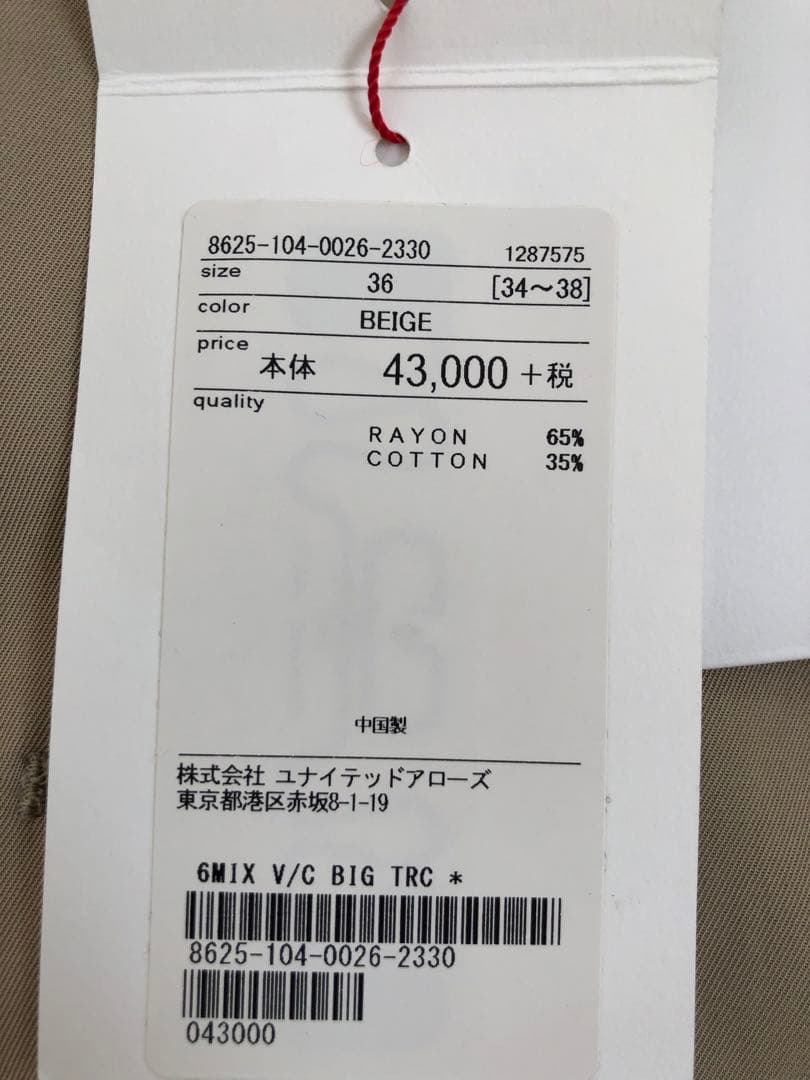 8625-104-0026-2330 1287575
size 36 [34～38]
color BEIGE
price 本体 43,000 +税
quality
RAYON 65%
COTTON 35%
中国製
株式会社 ユナイテッドアローズ
東京都港区赤坂8-1-19
6MIX V/C BIG TRC *
8625-104-0026-2330
043000